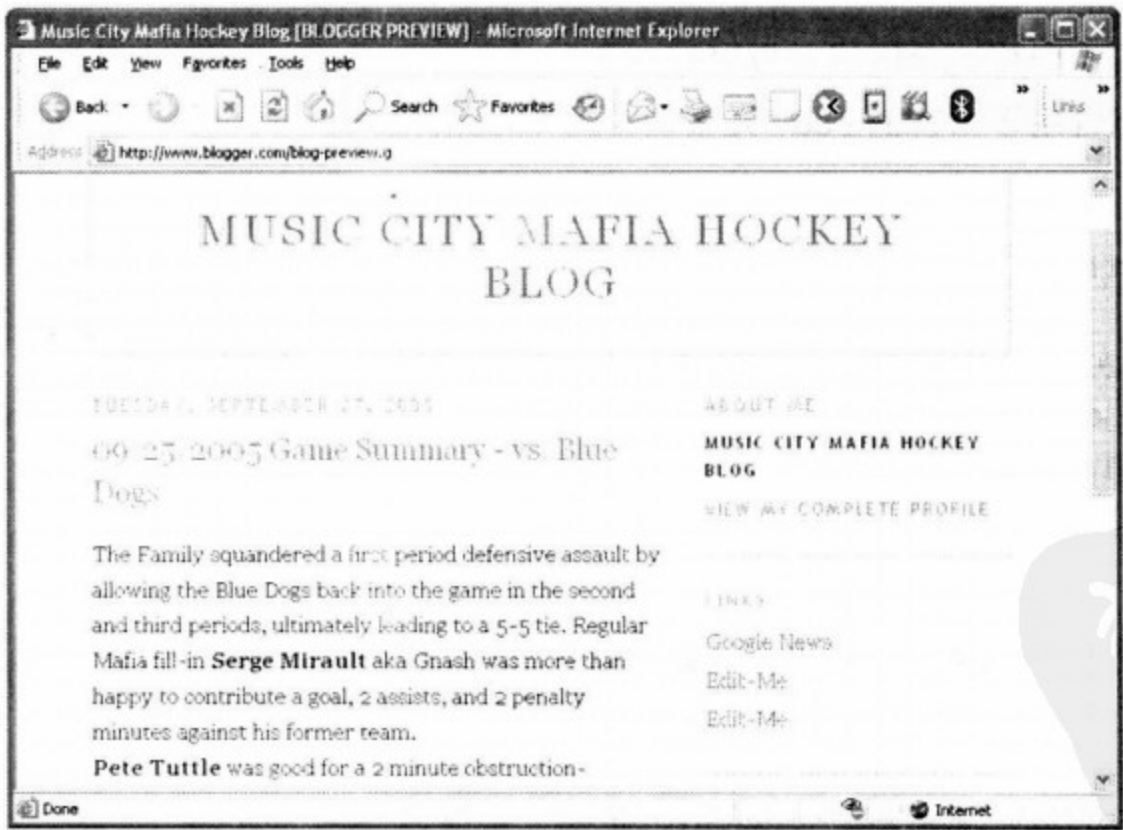 Music City Mafia Hockey Blog [BLOGGER PREVIEW] - Microsoft Internet Explorer
File Edit View Favorites Tools Help
Back Search Favorites » Links »
Address http://www.blogger.com/blog-preview.g
MUSIC CITY MAFIA HOCKEY
BLOG
TUESDAY, SEPTEMBER 27, 2005
09-25-2005 Game Summary - vs. Blue
Dogs
The Family squandered a first period defensive assault by
allowing the Blue Dogs back into the game in the second
and third periods, ultimately leading to a 5-5 tie. Regular
Mafia fill-in Serge Mirault aka Gnash was more than
happy to contribute a goal, 2 assists, and 2 penalty
minutes against his former team.
Pete Tuttle was good for a 2 minute obstruction-
ABOUT ME
MUSIC CITY MAFIA HOCKEY
BLOG
VIEW MY COMPLETE PROFILE
LINKS
Google News
Edit-Me
Edit-Me
Done Internet